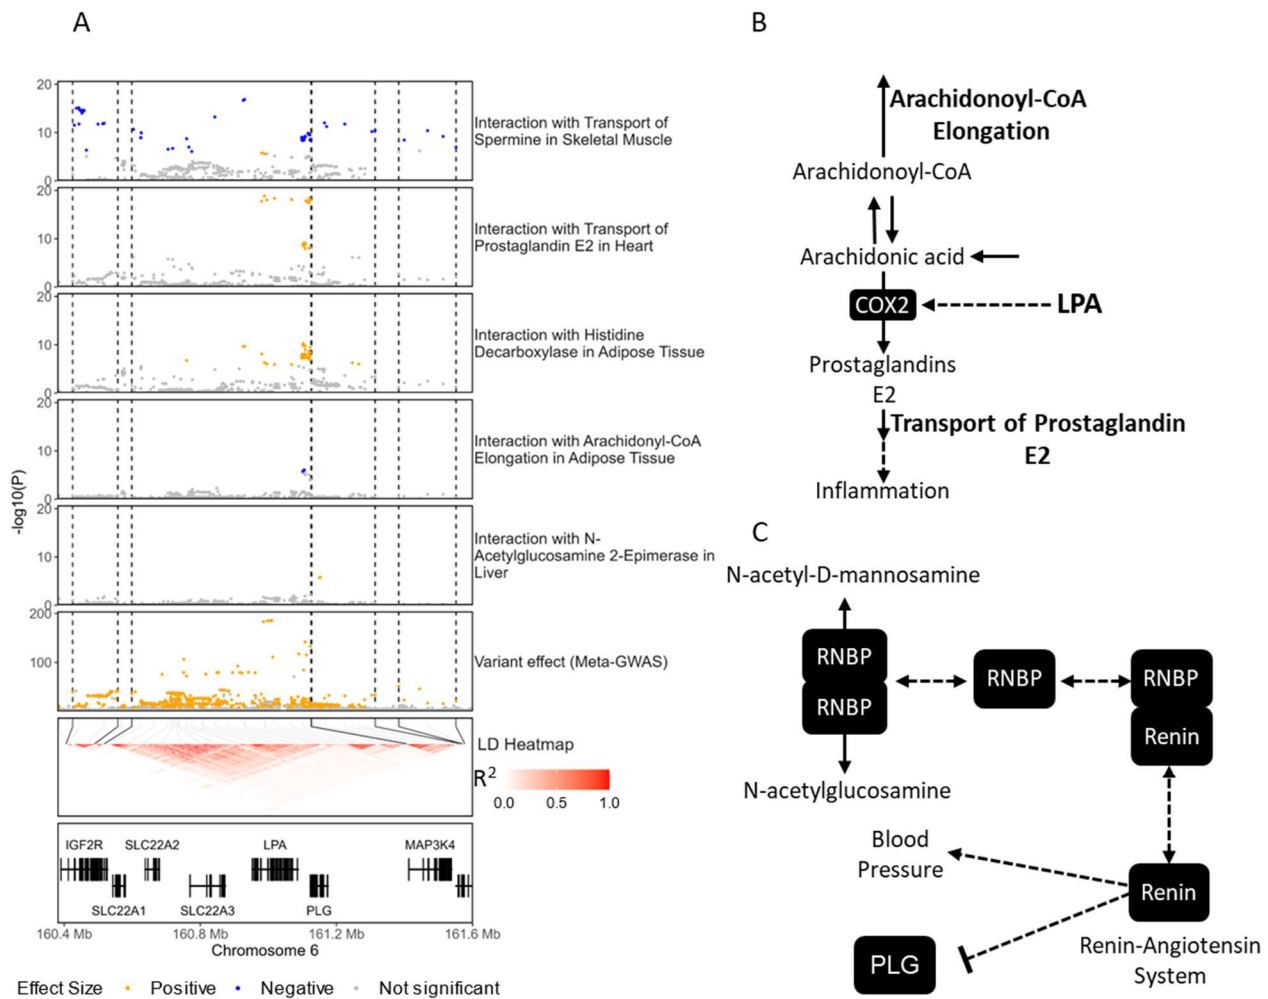 A
20
10
0
Interaction with Transport of
Spermine in Skeletal Muscle
20
10
0
Interaction with Transport of
Prostaglandin E2 in Heart
20
10
0
Interaction with Histidine
Decarboxylase in Adipose Tissue
20
10
0
Interaction with Arachidonyl-CoA
Elongation in Adipose Tissue
-log10(P)
20
10
0
Interaction with N-
Acetylglucosamine 2-Epimerase in
Liver
200
100
Variant effect (Meta-GWAS)
LD Heatmap
R2
0.0 0.5 1.0
IGF2R SLC22A2 LPA MAP3K4
SLC22A1 SLC22A3 PLG
160.4 Mb 160.8 Mb 161.2 Mb 161.6 Mb
Chromosome 6
Effect Size Positive Negative Not significant
B
Arachidonoyl-CoA
Elongation
Arachidonoyl-CoA
Arachidonic acid
COX2 LPA
Prostaglandins
E2
Transport of Prostaglandin
E2
Inflammation
C
N-acetyl-D-mannosamine
RNBP
RNBP
RNBP
RNBP
Renin
N-acetylglucosamine
Blood
Pressure
Renin
PLG
Renin-Angiotensin
System